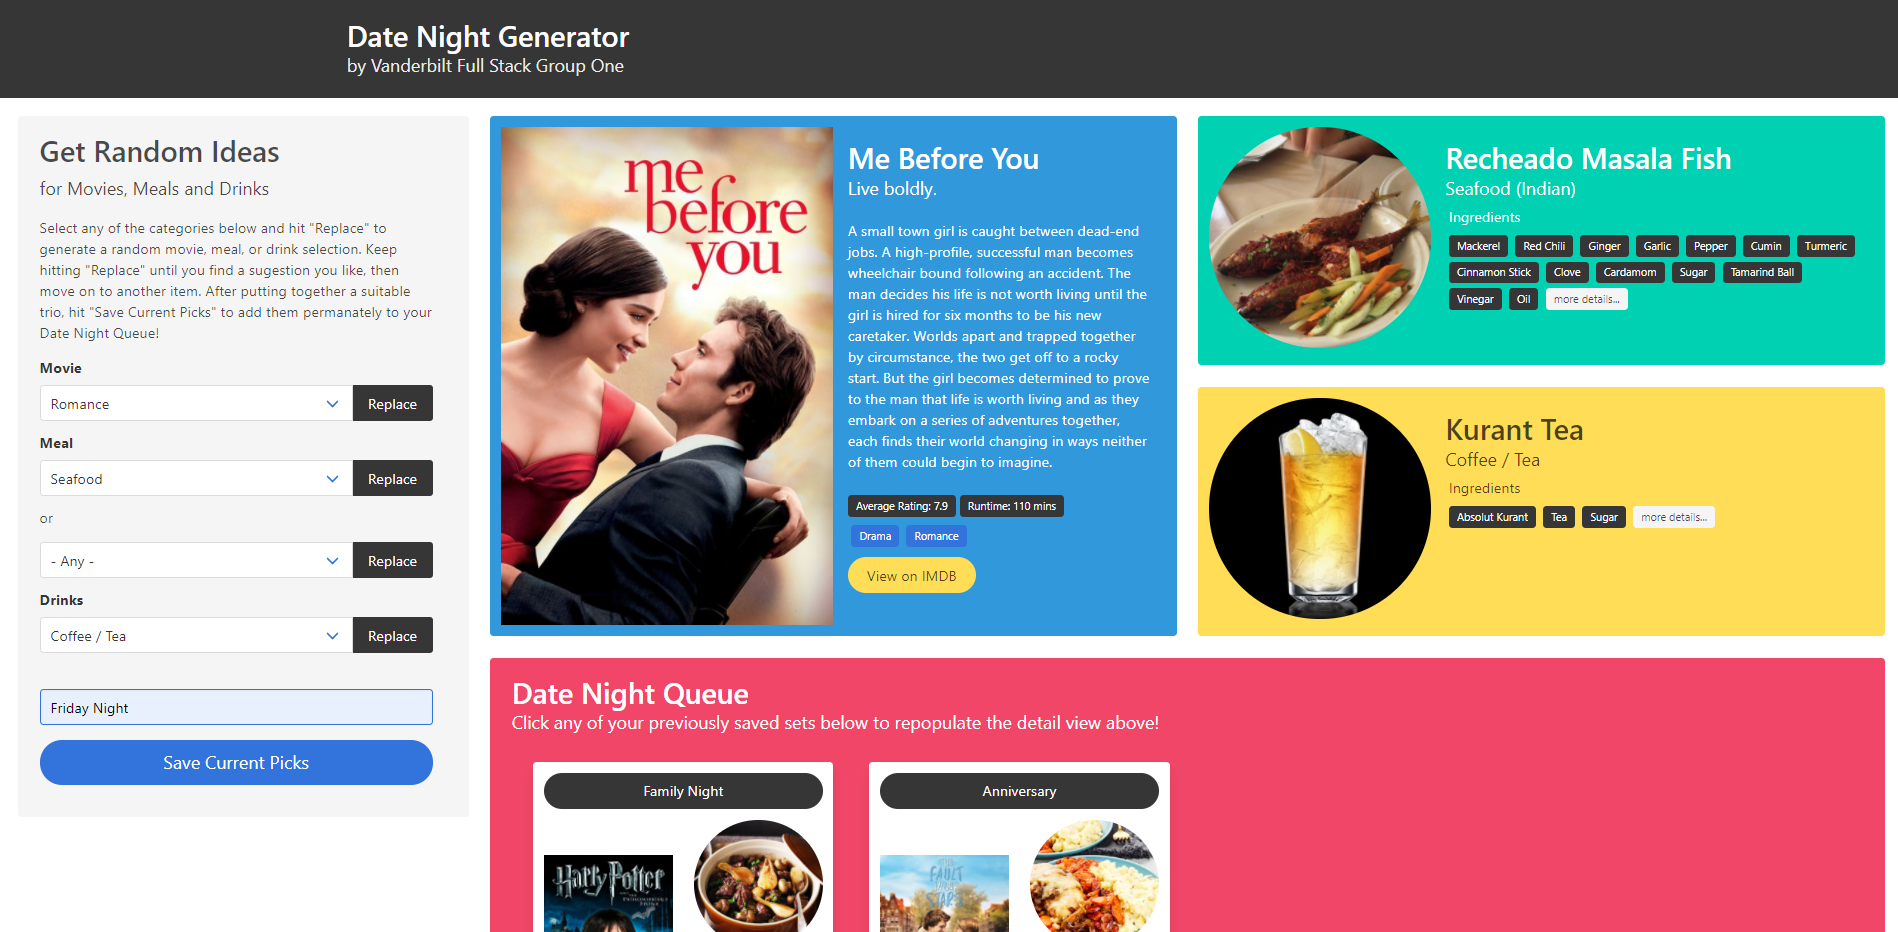 Date Night Generator
by Vanderbilt Full Stack Group One
Get Random Ideas
for Movies, Meals and Drinks
Select any of the categories below and hit "Replace" to
generate a random movie, meal, or drink selection. Keep
hitting "Replace" until you find a sugestion you like, then
move on to another item. After putting together a suitable
trio, hit "Save Current Picks" to add them permanately to your
Date Night Queue!
Movie
Romance Replace
Meal
Seafood Replace
or
- Any - Replace
Drinks
Coffee / Tea Replace
Friday Night
Save Current Picks
me
before
you
Me Before You
Live boldly.
A small town girl is caught between dead-end
jobs. A high-profile, successful man becomes
wheelchair bound following an accident. The
man decides his life is not worth living until the
girl is hired for six months to be his new
caretaker. Worlds apart and trapped together
by circumstance, the two get off to a rocky
start. But the girl becomes determined to prove
to the man that life is worth living and as they
embark on a series of adventures together,
each finds their world changing in ways neither
of them could begin to imagine.
Average Rating: 7.9 Runtime: 110 mins
Drama Romance
View on IMDB
Recheado Masala Fish
Seafood (Indian)
Ingredients
Mackerel Red Chili Ginger Garlic Pepper Cumin Turmeric
Cinnamon Stick Clove Cardamom Sugar Tamarind Ball
Vinegar Oil more details...
Kurant Tea
Coffee / Tea
Ingredients
Absolut Kurant Tea Sugar more details...
Date Night Queue
Click any of your previously saved sets below to repopulate the detail view above!
Family Night
Harry Potter
Anniversary
FAULT
STARS